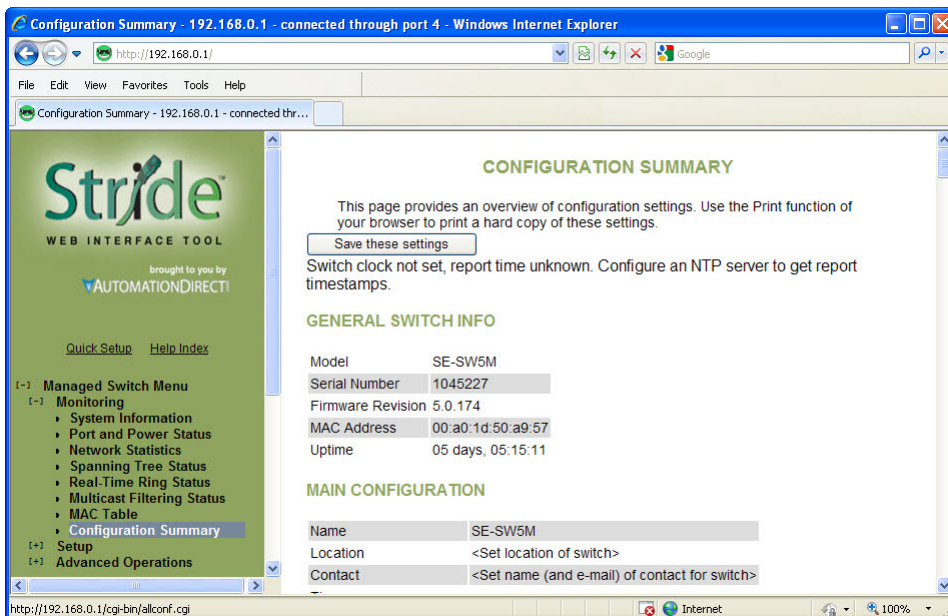 Configuration Summary - 192.168.0.1 - connected through port 4 - Windows Internet Explorer
http://192.168.0.1/
Google
File Edit View Favorites Tools Help
Configuration Summary - 192.168.0.1 - connected thr...
Stride
WEB INTERFACE TOOL
brought to you by
AUTOMATIONDIRECT
Quick Setup Help Index
[-] Managed Switch Menu
[-] Monitoring
System Information
Port and Power Status
Network Statistics
Spanning Tree Status
Real-Time Ring Status
Multicast Filtering Status
MAC Table
Configuration Summary
[+] Setup
[+] Advanced Operations
CONFIGURATION SUMMARY
This page provides an overview of configuration settings. Use the Print function of
your browser to print a hard copy of these settings.
Save these settings
Switch clock not set, report time unknown. Configure an NTP server to get report
timestamps.
GENERAL SWITCH INFO
Model SE-SW5M
Serial Number 1045227
Firmware Revision 5.0.174
MAC Address 00:a0:1d:50:a9:57
Uptime 05 days, 05:15:11
MAIN CONFIGURATION
Name SE-SW5M
Location <Set location of switch>
Contact <Set name (and e-mail) of contact for switch>
http://192.168.0.1/cgi-bin/allconf.cgi
Internet
100%